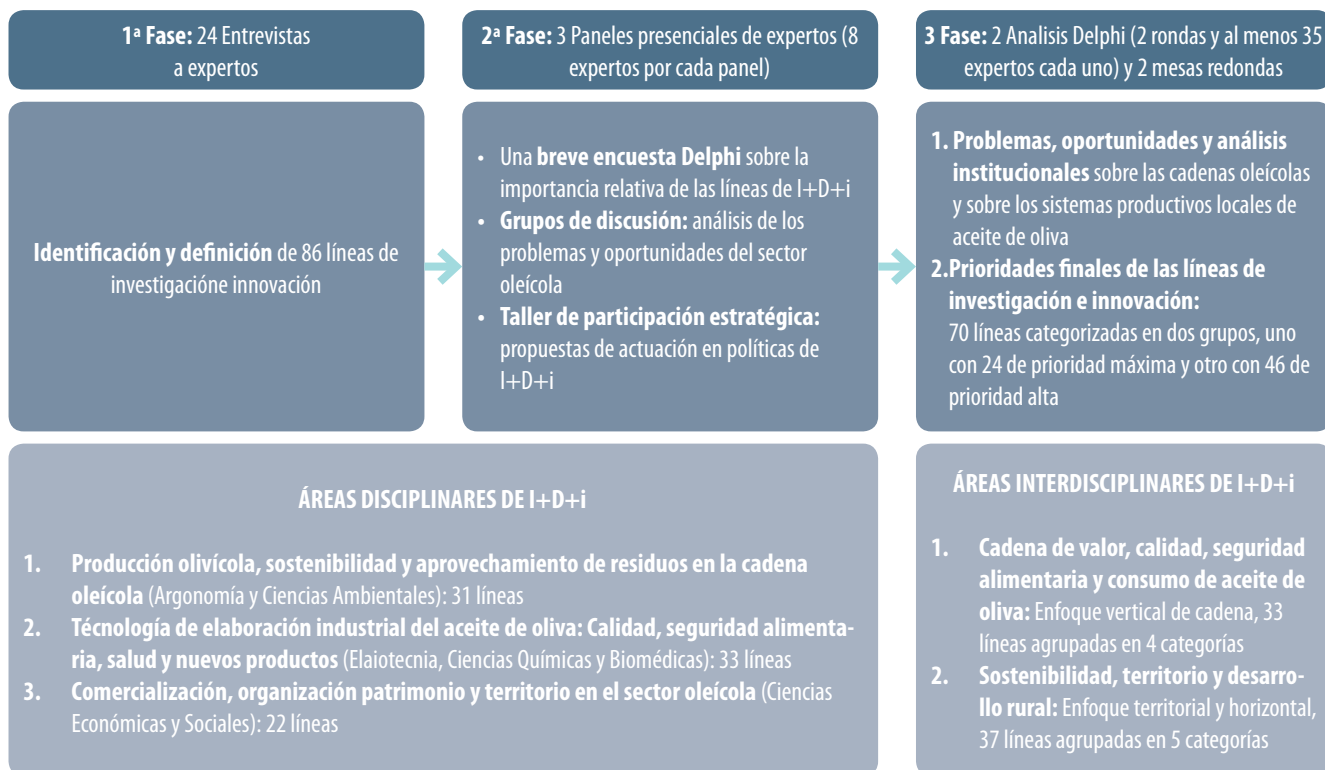 1ª Fase: 24 Entrevistas
a expertos
2ª Fase: 3 Paneles presenciales de expertos (8
expertos por cada panel)
3 Fase: 2 Analisis Delphi (2 rondas y al menos 35
expertos cada uno) y 2 mesas redondas
Identificación y definición de 86 líneas de
investigacióne innovación
• Una breve encuesta Delphi sobre la
importancia relativa de las líneas de I+D+i
• Grupos de discusión: análisis de los
problemas y oportunidades del sector
oleícola
• Taller de participación estratégica:
propuestas de actuación en políticas de
I+D+i
1. Problemas, oportunidades y análisis
institucionales sobre las cadenas oleícolas
y sobre los sistemas productivos locales de
aceite de oliva
2.Prioridades finales de las líneas de
investigación e innovación:
70 líneas categorizadas en dos grupos, uno
con 24 de prioridad máxima y otro con 46 de
prioridad alta
ÁREAS DISCIPLINARES DE I+D+i
1. Producción olivícola, sostenibilidad y aprovechamiento de residuos en la cadena
oleícola (Argonomía y Ciencias Ambientales): 31 líneas
2. Técnología de elaboración industrial del aceite de oliva: Calidad, seguridad alimenta-
ria, salud y nuevos productos (Elaiotecnia, Ciencias Químicas y Biomédicas): 33 líneas
3. Comercialización, organización patrimonio y territorio en el sector oleícola (Ciencias
Económicas y Sociales): 22 líneas
ÁREAS INTERDISCIPLINARES DE I+D+i
1. Cadena de valor, calidad, seguridad
alimentaria y consumo de aceite de
oliva: Enfoque vertical de cadena, 33
líneas agrupadas en 4 categorías
2. Sostenibilidad, territorio y desarro-
llo rural: Enfoque territorial y horizontal,
37 líneas agrupadas en 5 categorías